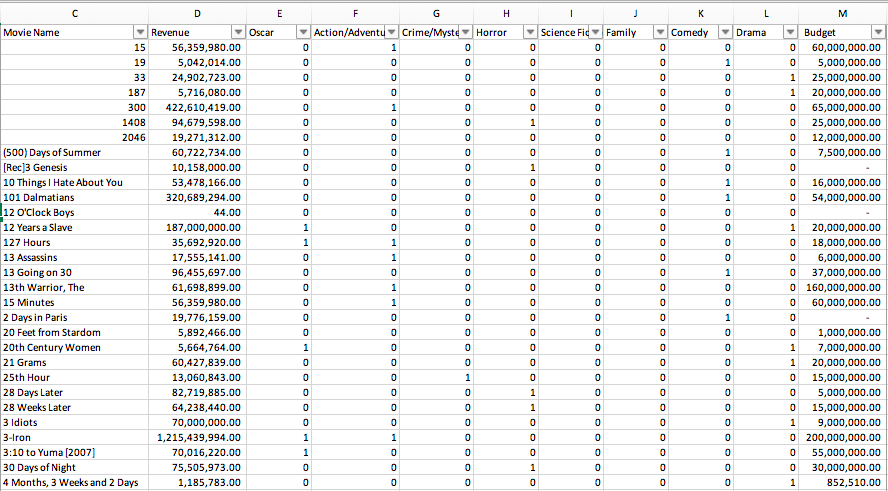 C D E F G H I J K L M
Movie Name Revenue Oscar Action/Adventu Crime/Myste Horror Science Fic Family Comedy Drama Budget
15 56,359,980.00 0 1 0 0 0 0 0 0 60,000,000.00
19 5,042,014.00 0 0 0 0 0 0 1 0 5,000,000.00
33 24,902,723.00 0 0 0 0 0 0 0 1 25,000,000.00
187 5,716,080.00 0 0 0 0 0 0 0 1 20,000,000.00
300 422,610,419.00 0 1 0 0 0 0 0 0 65,000,000.00
1408 94,679,598.00 0 0 0 1 0 0 0 0 25,000,000.00
2046 19,271,312.00 0 0 0 0 0 0 0 0 12,000,000.00
(500) Days of Summer 60,722,734.00 0 0 0 0 0 0 1 0 7,500,000.00
[Rec]3 Genesis 10,158,000.00 0 0 0 1 0 0 0 0 -
10 Things I Hate About You 53,478,166.00 0 0 0 0 0 0 1 0 16,000,000.00
101 Dalmatians 320,689,294.00 0 0 0 0 0 0 1 0 54,000,000.00
12 O'Clock Boys 44.00 0 0 0 0 0 0 0 0 -
12 Years a Slave 187,000,000.00 1 0 0 0 0 0 0 1 20,000,000.00
127 Hours 35,692,920.00 1 1 0 0 0 0 0 0 18,000,000.00
13 Assassins 17,555,141.00 0 1 0 0 0 0 0 0 6,000,000.00
13 Going on 30 96,455,697.00 0 0 0 0 0 0 1 0 37,000,000.00
13th Warrior, The 61,698,899.00 0 1 0 0 0 0 0 0 160,000,000.00
15 Minutes 56,359,980.00 0 1 0 0 0 0 0 0 60,000,000.00
2 Days in Paris 19,776,159.00 0 0 0 0 0 0 1 0 -
20 Feet from Stardom 5,892,466.00 0 0 0 0 0 0 0 0 1,000,000.00
20th Century Women 5,664,764.00 1 0 0 0 0 0 0 1 7,000,000.00
21 Grams 60,427,839.00 0 0 0 0 0 0 0 1 20,000,000.00
25th Hour 13,060,843.00 0 0 1 0 0 0 0 0 15,000,000.00
28 Days Later 82,719,885.00 0 0 0 1 0 0 0 0 5,000,000.00
28 Weeks Later 64,238,440.00 0 0 0 1 0 0 0 0 15,000,000.00
3 Idiots 70,000,000.00 0 0 0 0 0 0 0 1 9,000,000.00
3-Iron 1,215,439,994.00 1 1 0 0 0 0 0 0 200,000,000.00
3:10 to Yuma [2007] 70,016,220.00 1 0 0 0 0 0 0 0 55,000,000.00
30 Days of Night 75,505,973.00 0 0 0 1 0 0 0 0 30,000,000.00
4 Months, 3 Weeks and 2 Days 1,185,783.00 0 0 0 0 0 0 0 1 852,510.00